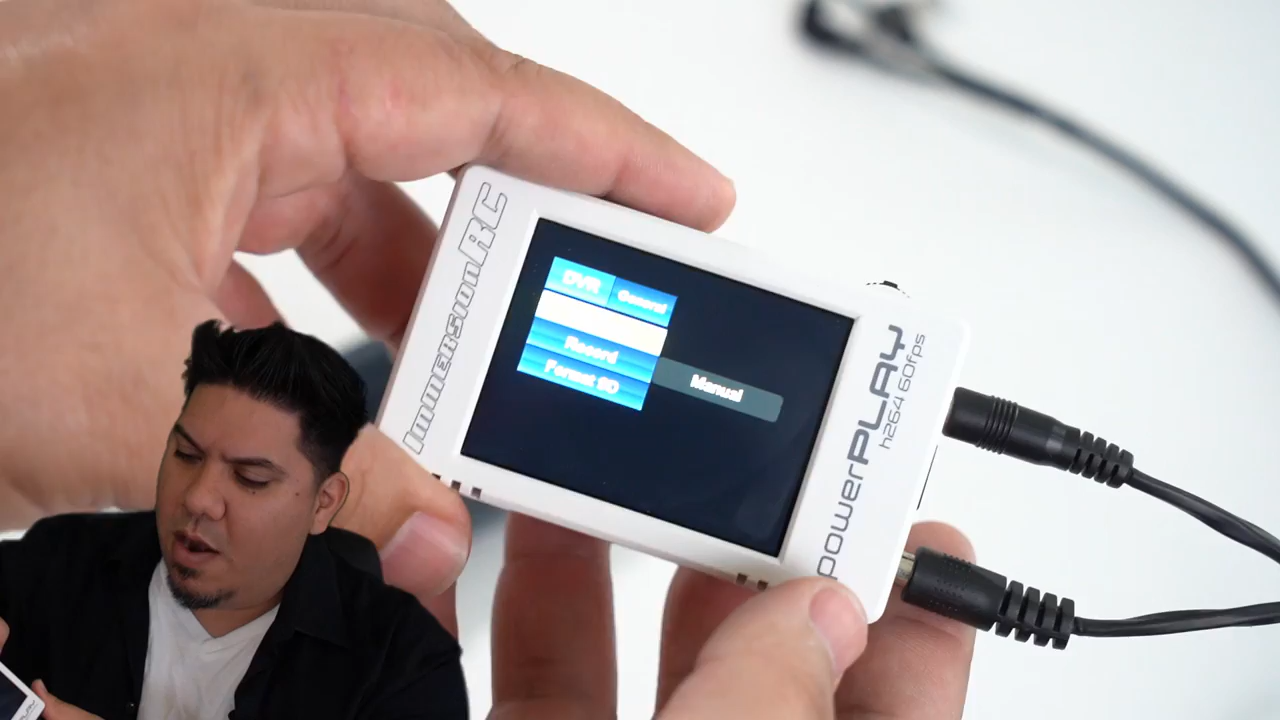 ImmersionRC
DVR
General
Record
Format SD
Manual
powerPLAY
h264 60fps